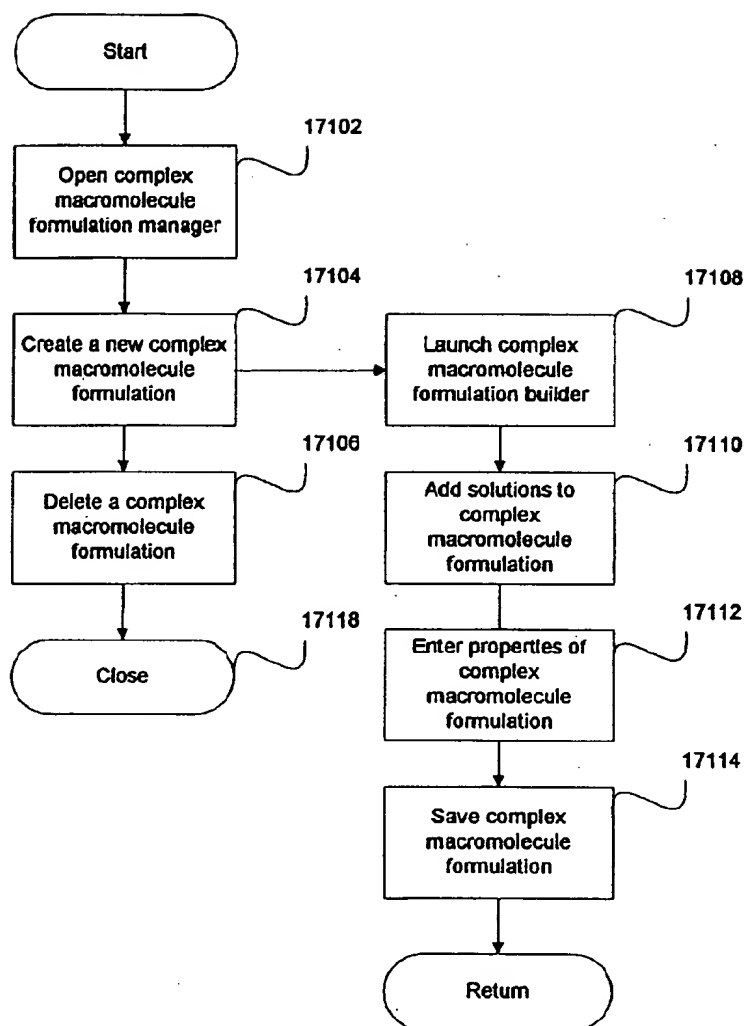 Start
17102
Open complex
macromolecule
formulation manager
17104
Create a new complex
macromolecule
formulation
17106
Delete a complex
macromolecule
formulation
17118
Close
17108
Launch complex
macromolecule
formulation builder
17110
Add solutions to
complex
macromolecule
formulation
17112
Enter properties of
complex
macromolecule
formulation
17114
Save complex
macromolecule
formulation
Return